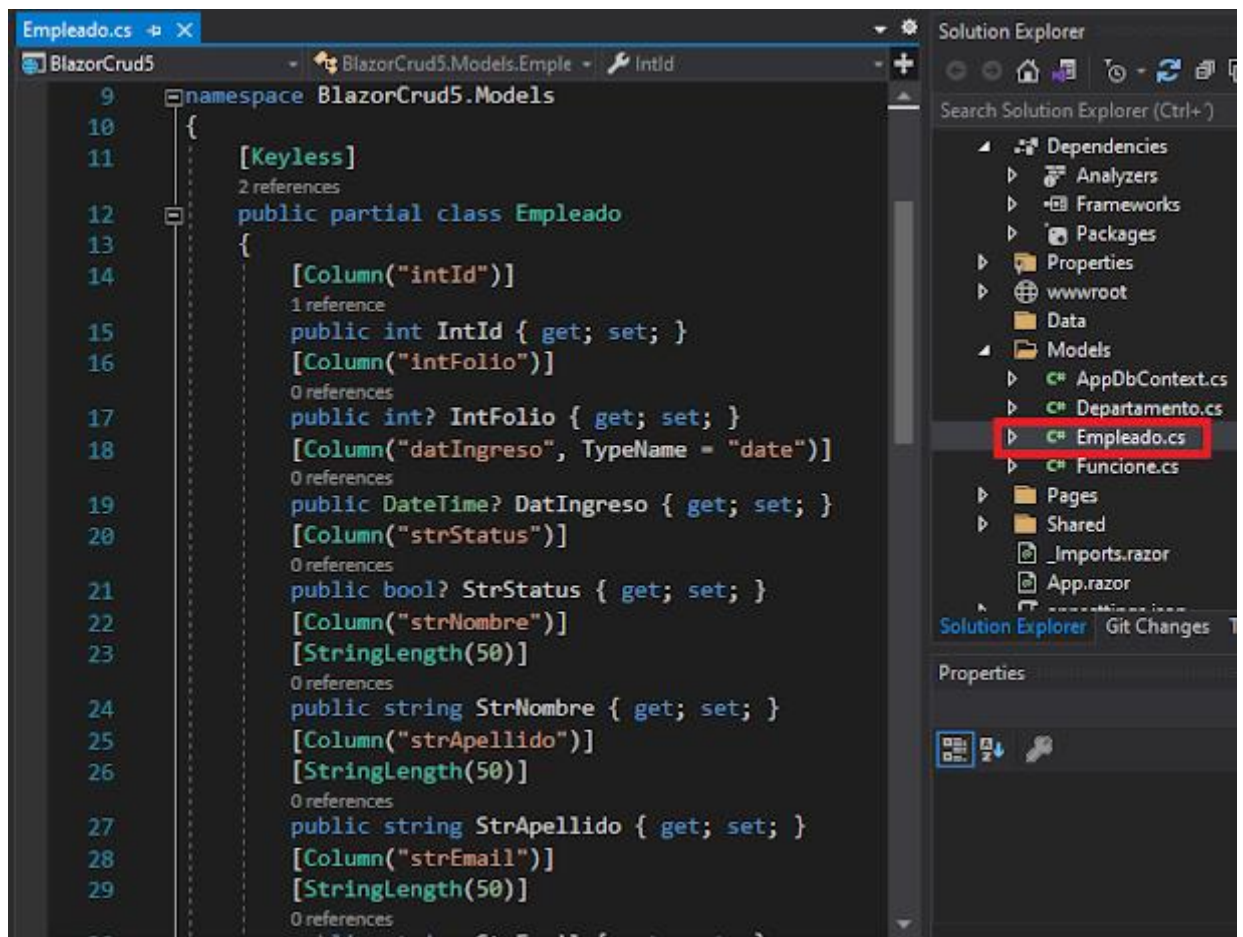 Empleado.cs
BlazorCrud5
BlazorCrud5.Models.Emple
IntId
9 namespace BlazorCrud5.Models
10 {
11 [Keyless]
2 references
12 public partial class Empleado
13 {
14 [Column("intId")]
1 reference
15 public int IntId { get; set; }
16 [Column("intFolio")]
0 references
17 public int? IntFolio { get; set; }
18 [Column("datIngreso", TypeName = "date")]
0 references
19 public DateTime? DatIngreso { get; set; }
20 [Column("strStatus")]
0 references
21 public bool? StrStatus { get; set; }
22 [Column("strNombre")]
23 [StringLength(50)]
0 references
24 public string StrNombre { get; set; }
25 [Column("strApellido")]
26 [StringLength(50)]
0 references
27 public string StrApellido { get; set; }
28 [Column("strEmail")]
29 [StringLength(50)]
0 references
Solution Explorer
Search Solution Explorer (Ctrl+´)
Dependencies
Analyzers
Frameworks
Packages
Properties
wwwroot
Data
Models
C# AppDbContext.cs
C# Departamento.cs
C# Empleado.cs
C# Funcione.cs
Pages
Shared
_Imports.razor
App.razor
Solution Explorer Git Changes T
Properties